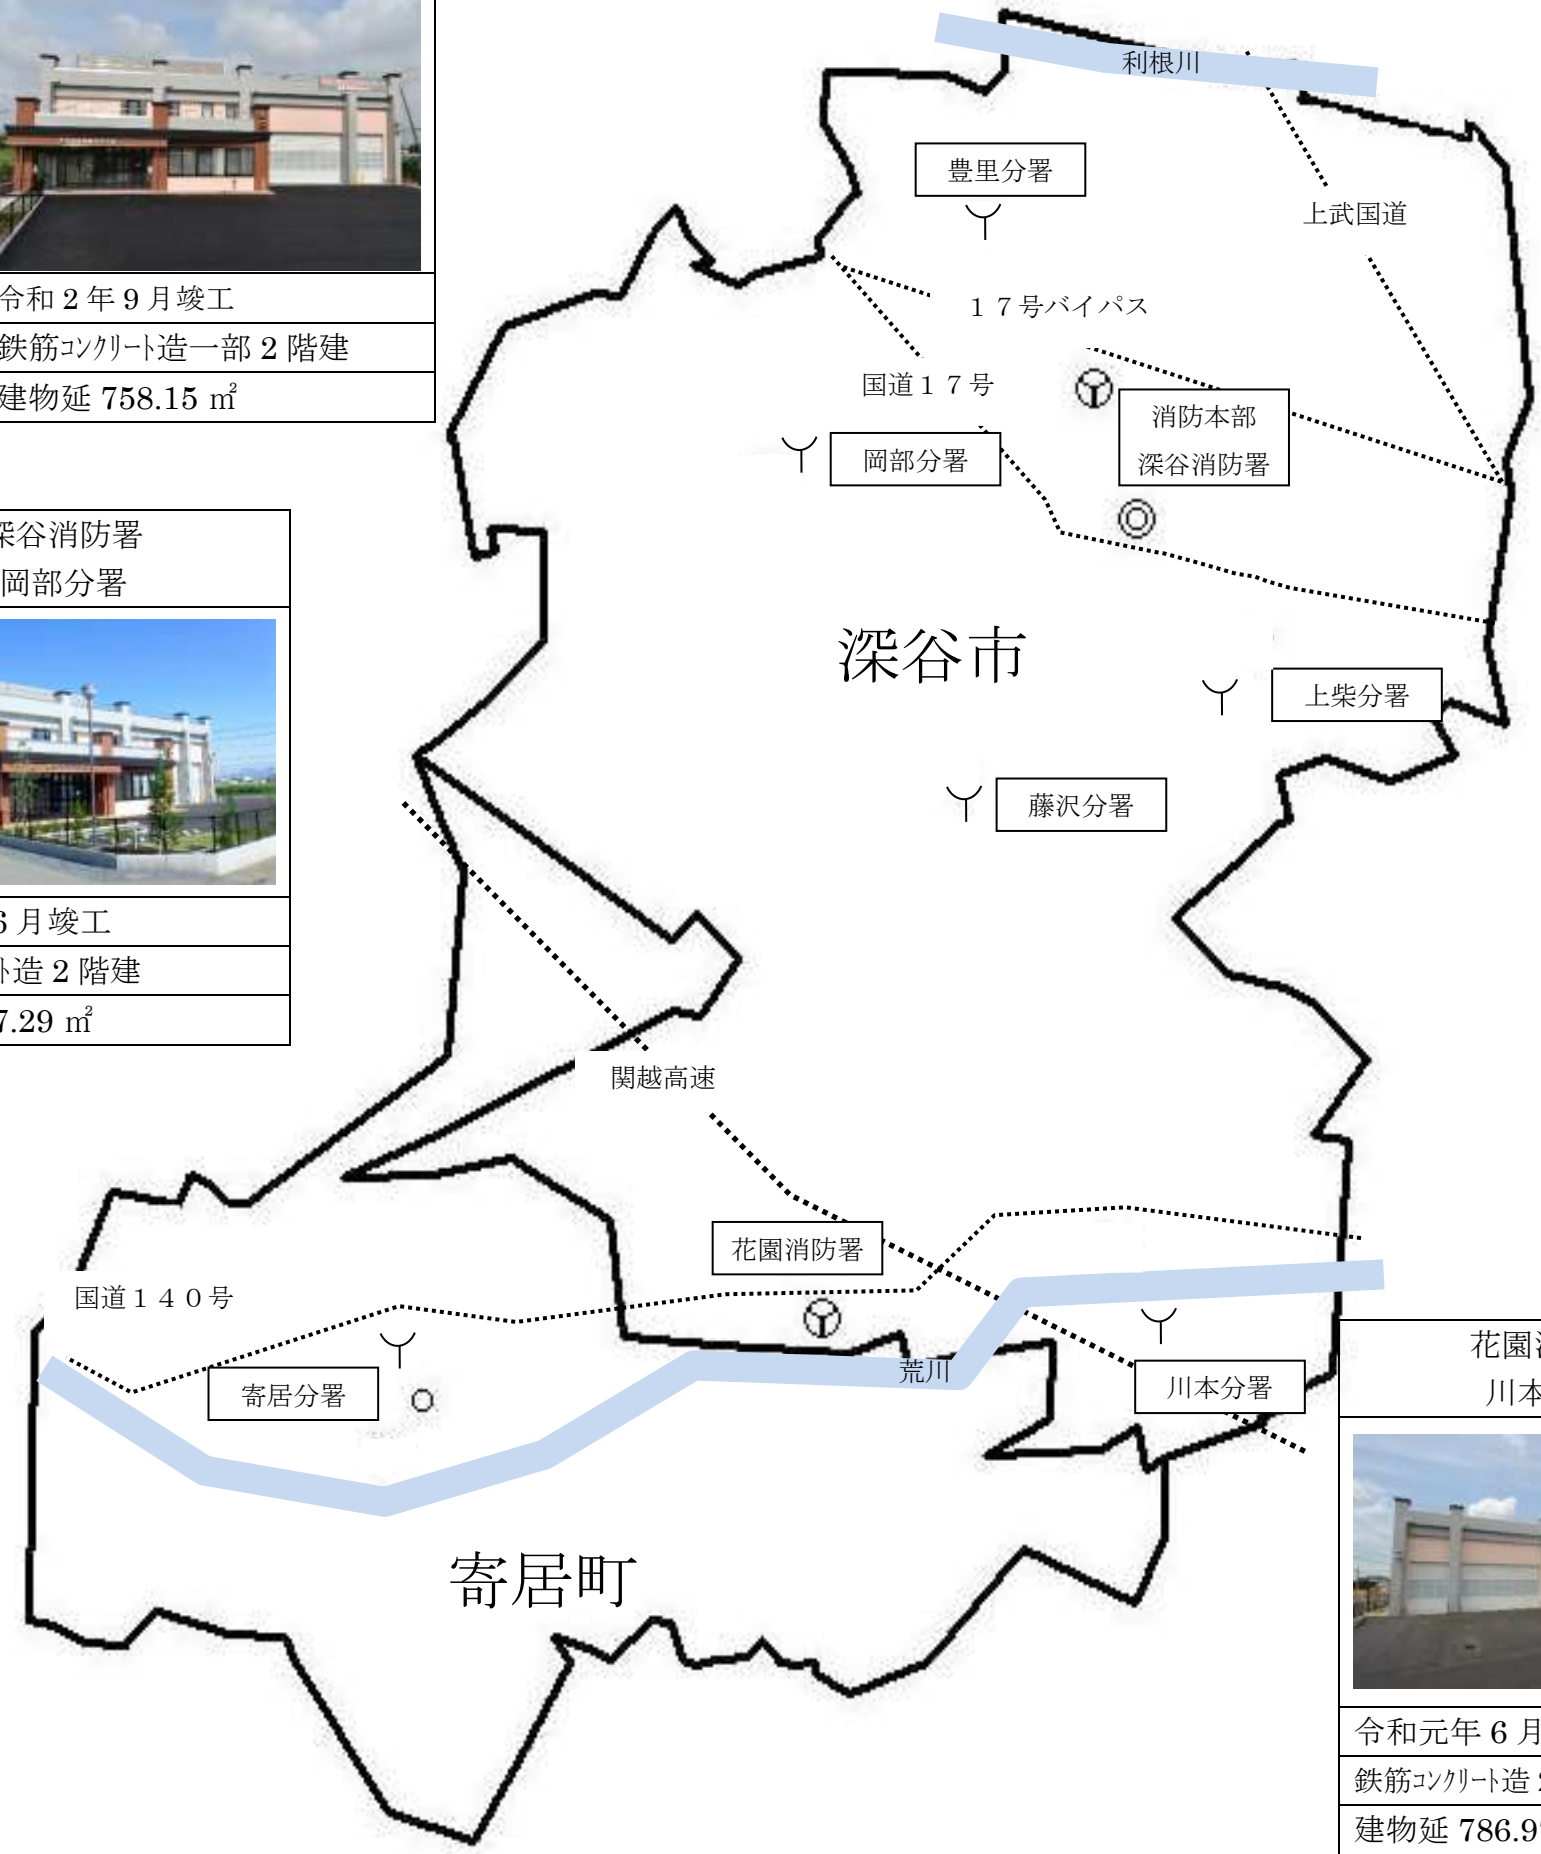 利根川
豊里分署
上武国道
令和2年9月竣工
１７号バイパス
鉄筋ｺﾝｸﾘｰﾄ造一部2階建
国道１７号
建物延 758.15 ㎡
消防本部
深谷消防署
岡部分署
深谷消防署
岡部分署
深谷市
上柴分署
藤沢分署
6月竣工
ﾄ造2階建
7.29 ㎡
関越高速
花園消防署
国道１４０号
荒川
寄居分署
川本分署
花園
川本
寄居町
令和元年6月
鉄筋ｺﾝｸﾘｰﾄ造
建物延 786.9